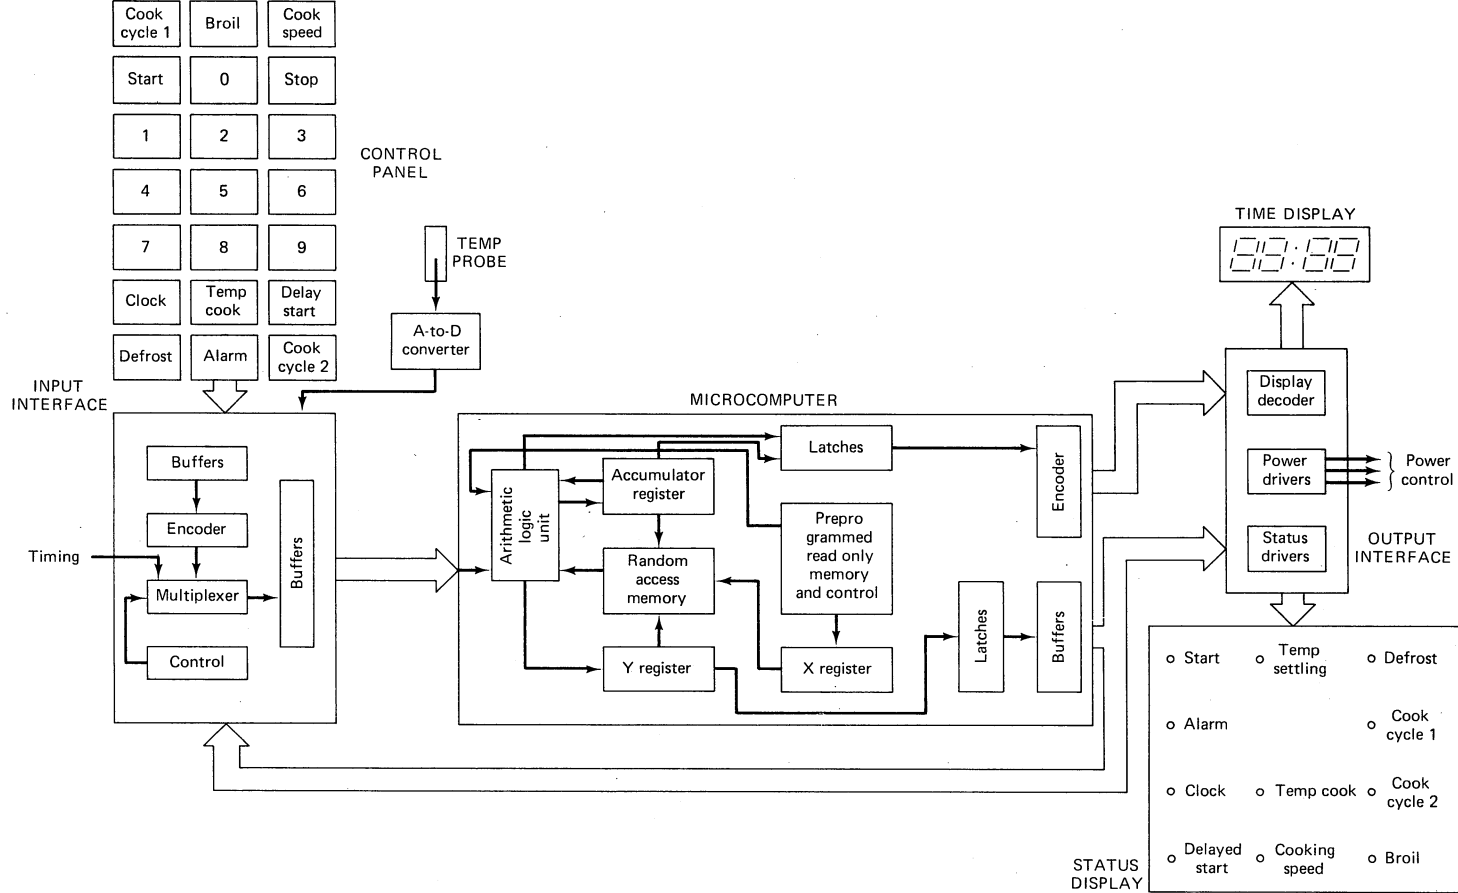 Cook
cycle 1
Broil
Cook
speed
Start
0
Stop
1
2
3
4
5
6
7
8
9
Clock
Temp
cook
Delay
start
Defrost
Alarm
Cook
cycle 2
CONTROL
PANEL
TEMP
PROBE
A-to-D
converter
INPUT
INTERFACE
Buffers
Encoder
Timing
Multiplexer
Control
Buffers
MICROCOMPUTER
Arithmetic
logic
unit
Accumulator
register
Random
access
memory
Y register
Latches
Prepro
grammed
read only
memory
and control
X register
Latches
Encoder
Buffers
TIME DISPLAY
88:88
Display
decoder
Power
drivers
Power
control
Status
drivers
OUTPUT
INTERFACE
Start
Temp
settling
Defrost
Alarm
Cook
cycle 1
Clock
Temp cook
Cook
cycle 2
Delayed
start
Cooking
speed
Broil
STATUS
DISPLAY